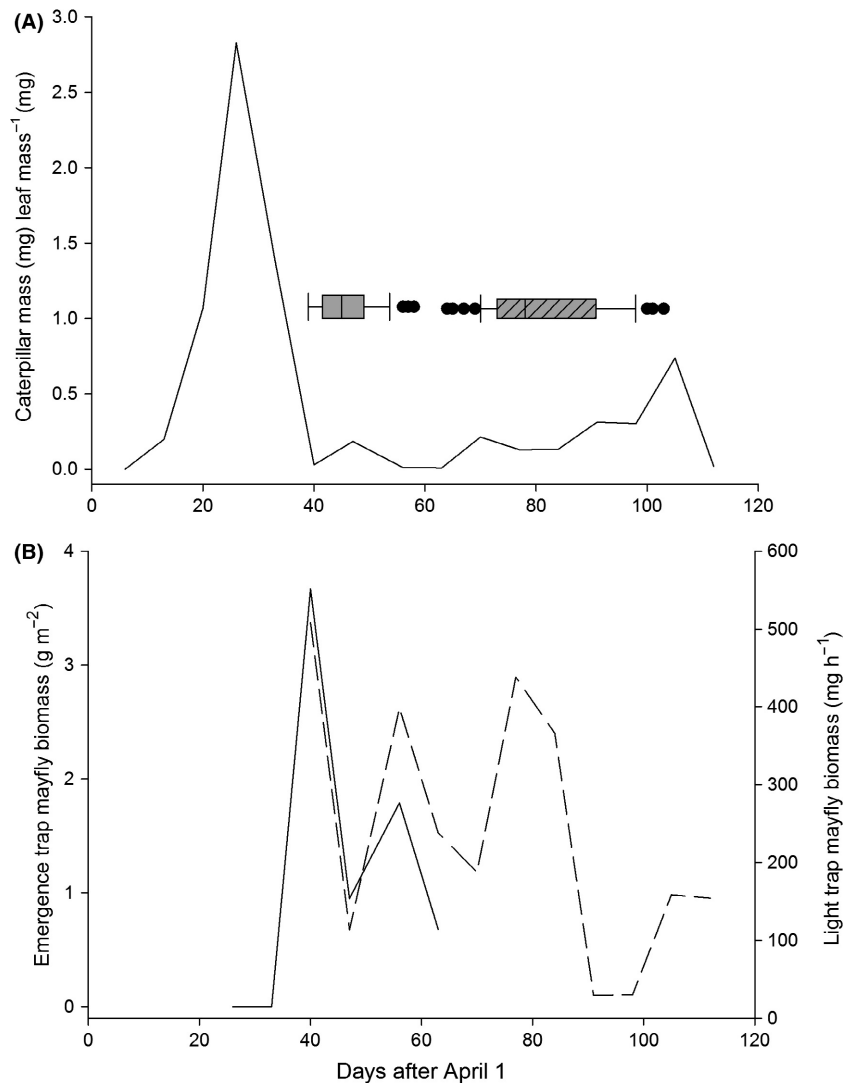 (A)
Caterpillar mass (mg) leaf mass⁻¹ (mg)
3.0
2.5
2.0
1.5
1.0
0.5
0.0
0 20 40 60 80 100 120
(B)
Emergence trap mayfly biomass (g m⁻²)
4
3
2
1
0
Light trap mayfly biomass (mg h⁻¹)
600
500
400
300
200
100
0
0 20 40 60 80 100 120
Days after April 1